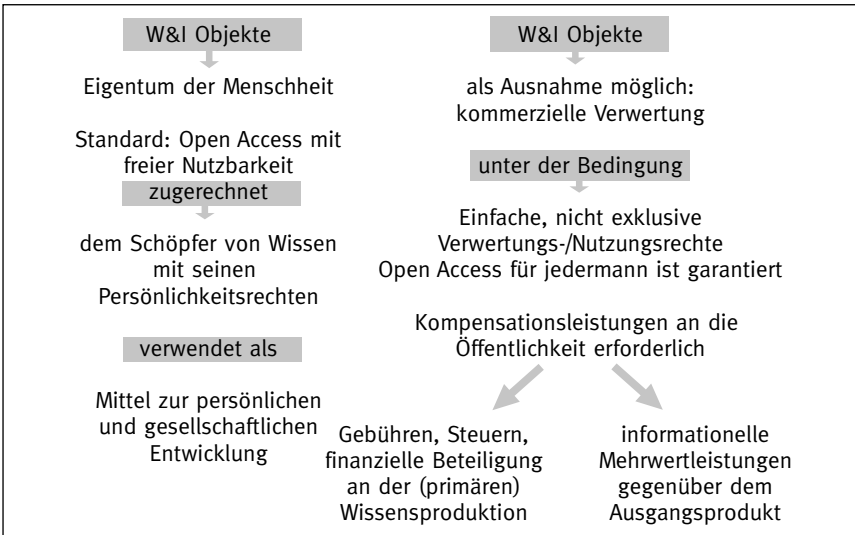 W&I Objekte
Eigentum der Menschheit
Standard: Open Access mit
freier Nutzbarkeit
zugerechnet
dem Schöpfer von Wissen
mit seinen
Persönlichkeitsrechten
verwendet als
Mittel zur persönlichen
und gesellschaftlichen
Entwicklung
W&I Objekte
als Ausnahme möglich:
kommerzielle Verwertung
unter der Bedingung
Einfache, nicht exklusive
Verwertungs-/Nutzungsrechte
Open Access für jedermann ist garantiert
Kompensationsleistungen an die
Öffentlichkeit erforderlich
Gebühren, Steuern,
finanzielle Beteiligung
an der (primären)
Wissensproduktion
informationelle
Mehrwertleistungen
gegenüber dem
Ausgangsprodukt